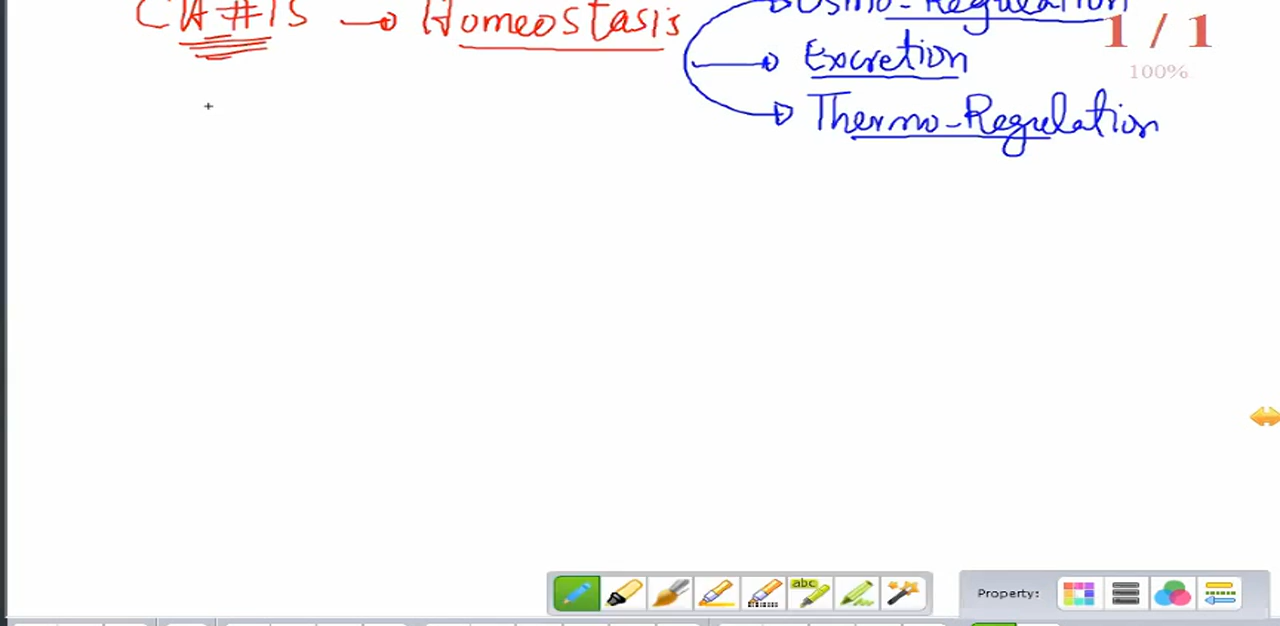 CH#15 → Homeostasis
Osmo-Regulation
1 / 1
Excretion
100%
Thermo-Regulation
abc
Property: